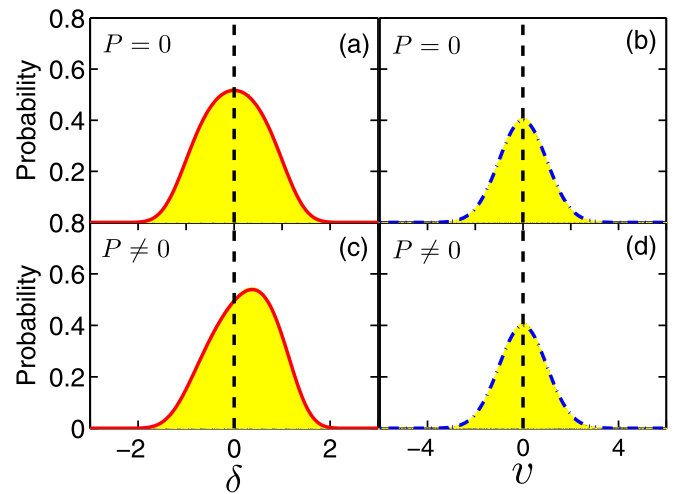 0.8
P = 0
(a)
P = 0
(b)
0.6
Probability
0.4
0.2
0.8
P ≠ 0
(c)
P ≠ 0
(d)
0.6
Probability
0.4
0.2
0
−2 0 2 −4 0 4
δ v